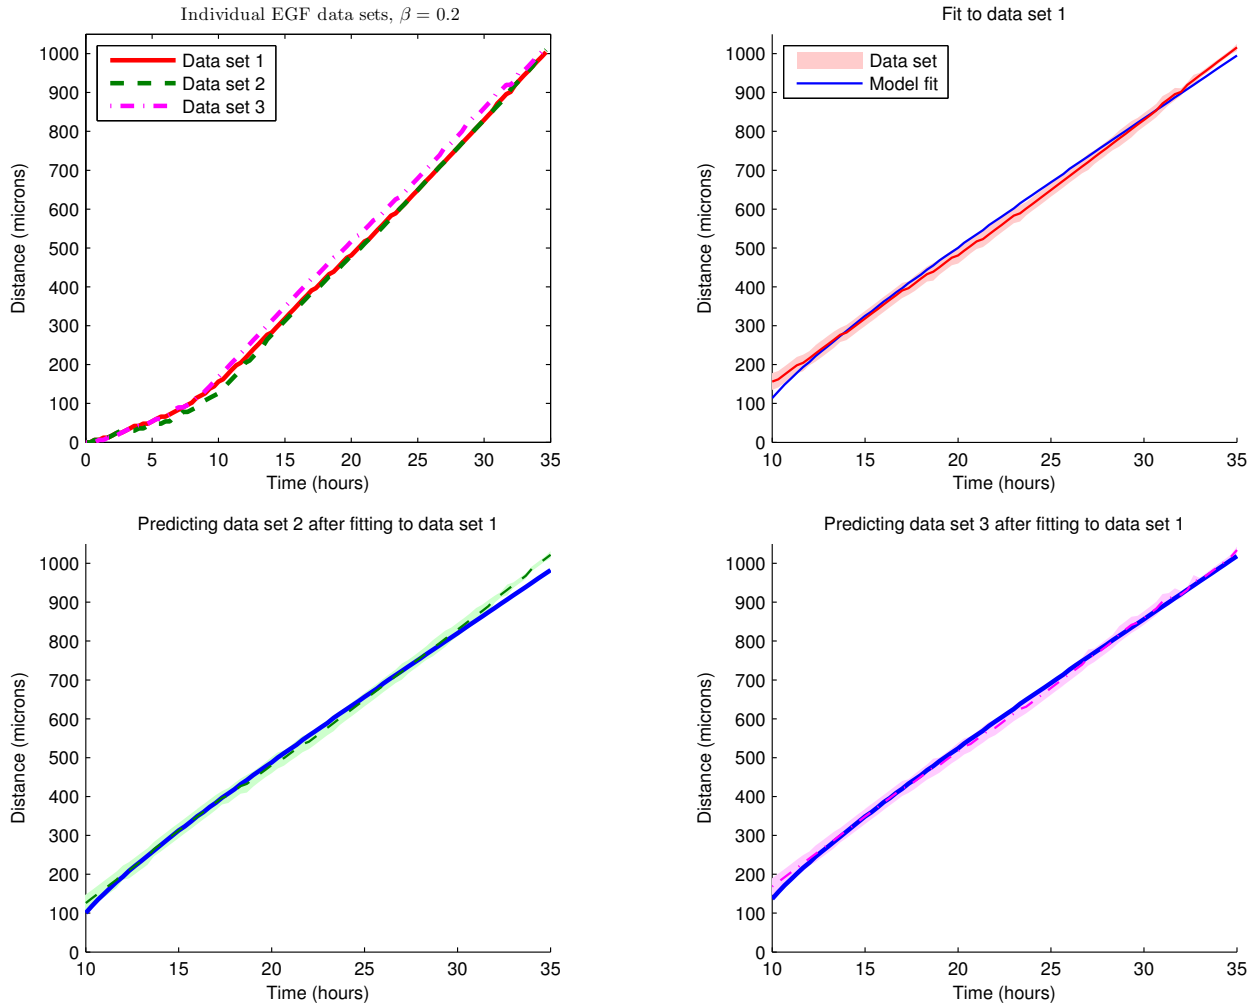 Individual EGF data sets, β = 0.2
Distance (microns)
1000
900
800
700
600
500
400
300
200
100
0
Data set 1
Data set 2
Data set 3
0 5 10 15 20 25 30 35
Time (hours)
Fit to data set 1
Distance (microns)
1000
900
800
700
600
500
400
300
200
100
0
Data set
Model fit
10 15 20 25 30 35
Time (hours)
Predicting data set 2 after fitting to data set 1
Distance (microns)
1000
900
800
700
600
500
400
300
200
100
0
10 15 20 25 30 35
Time (hours)
Predicting data set 3 after fitting to data set 1
Distance (microns)
1000
900
800
700
600
500
400
300
200
100
0
10 15 20 25 30 35
Time (hours)